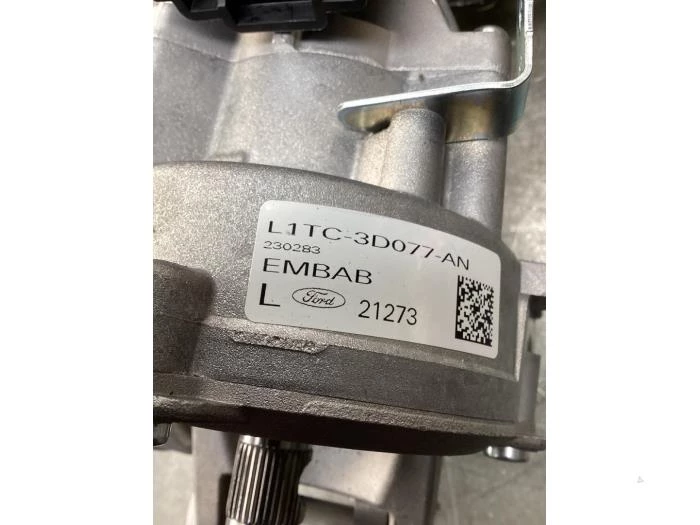 L1TC-3D077-AN
230283
EMBAB
L Ford 21273